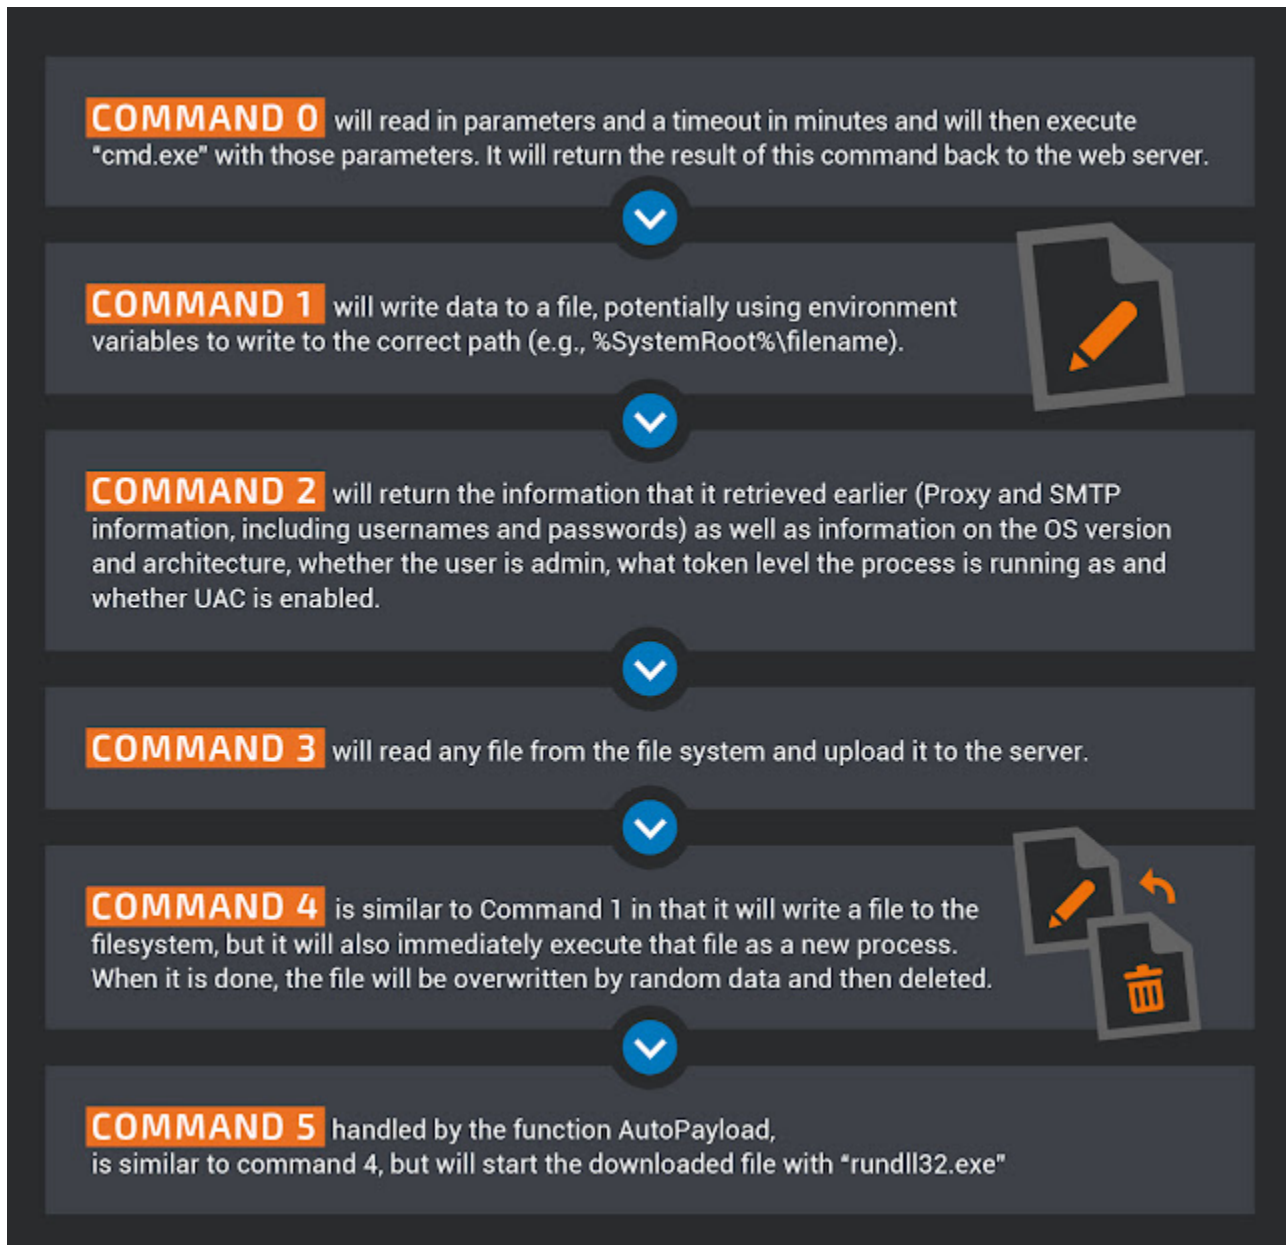 COMMAND 0 will read in parameters and a timeout in minutes and will then execute
“cmd.exe” with those parameters. It will return the result of this command back to the web server.
COMMAND 1 will write data to a file, potentially using environment
variables to write to the correct path (e.g., %SystemRoot%\filename).
COMMAND 2 will return the information that it retrieved earlier (Proxy and SMTP
information, including usernames and passwords) as well as information on the OS version
and architecture, whether the user is admin, what token level the process is running as and
whether UAC is enabled.
COMMAND 3 will read any file from the file system and upload it to the server.
COMMAND 4 is similar to Command 1 in that it will write a file to the
filesystem, but it will also immediately execute that file as a new process.
When it is done, the file will be overwritten by random data and then deleted.
COMMAND 5 handled by the function AutoPayload,
is similar to command 4, but will start the downloaded file with “rundll32.exe”